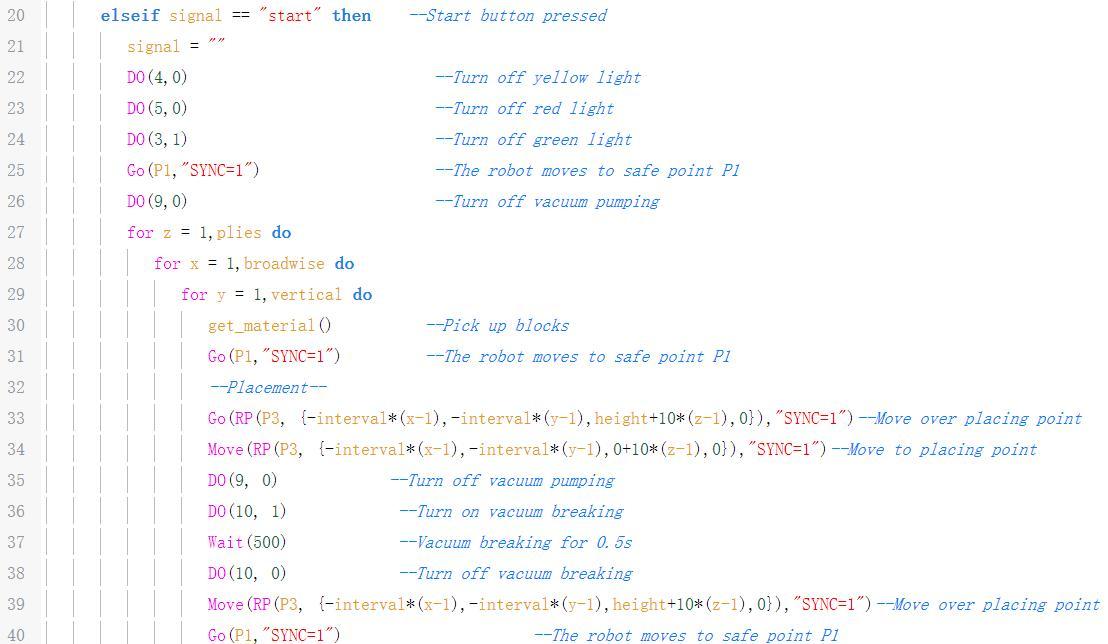 20 elseif signal == "start" then --Start button pressed
21 signal = ""
22 DO(4,0) --Turn off yellow light
23 DO(5,0) --Turn off red light
24 DO(3,1) --Turn off green light
25 Go(P1,"SYNC=1") --The robot moves to safe point P1
26 DO(9,0) --Turn off vacuum pumping
27 for z = 1,plies do
28 for x = 1,broadwise do
29 for y = 1,vertical do
30 get_material() --Pick up blocks
31 Go(P1,"SYNC=1") --The robot moves to safe point P1
32 --Placement--
33 Go(RP(P3, {-interval*(x-1),-interval*(y-1),height+10*(z-1),0}),"SYNC=1")--Move over placing point
34 Move(RP(P3, {-interval*(x-1),-interval*(y-1),0+10*(z-1),0}),"SYNC=1")--Move to placing point
35 DO(9, 0) --Turn off vacuum pumping
36 DO(10, 1) --Turn on vacuum breaking
37 Wait(500) --Vacuum breaking for 0.5s
38 DO(10, 0) --Turn off vacuum breaking
39 Move(RP(P3, {-interval*(x-1),-interval*(y-1),height+10*(z-1),0}),"SYNC=1")--Move over placing point
40 Go(P1,"SYNC=1") --The robot moves to safe point P1